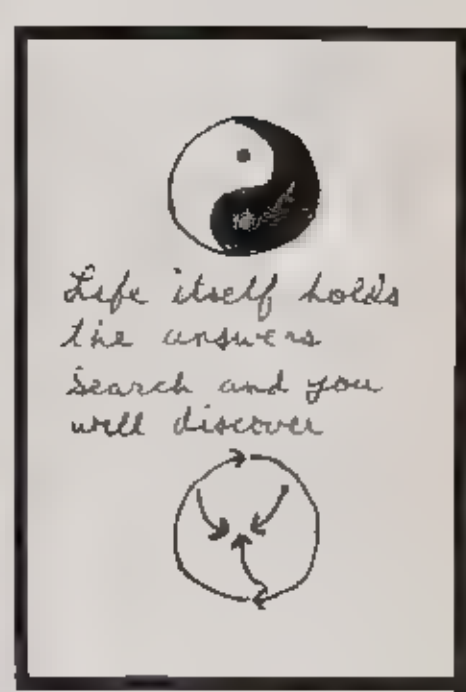 Life itself holds
the answers
search and you
will discover